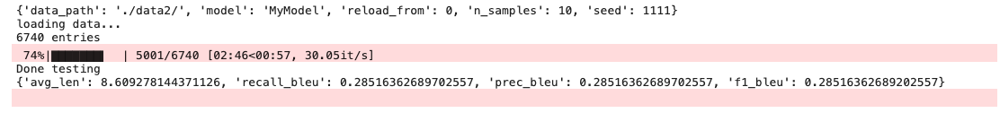 {'data_path': './data2/', 'model': 'MyModel', 'reload_from': 0, 'n_samples': 10, 'seed': 1111}
loading data...
6740 entries
74%|████████  | 5001/6740 [02:46<00:57, 30.05it/s]
Done testing
{'avg_len': 8.609278144371126, 'recall_bleu': 0.28516362689702557, 'prec_bleu': 0.28516362689702557, 'f1_bleu': 0.28516362689202557}